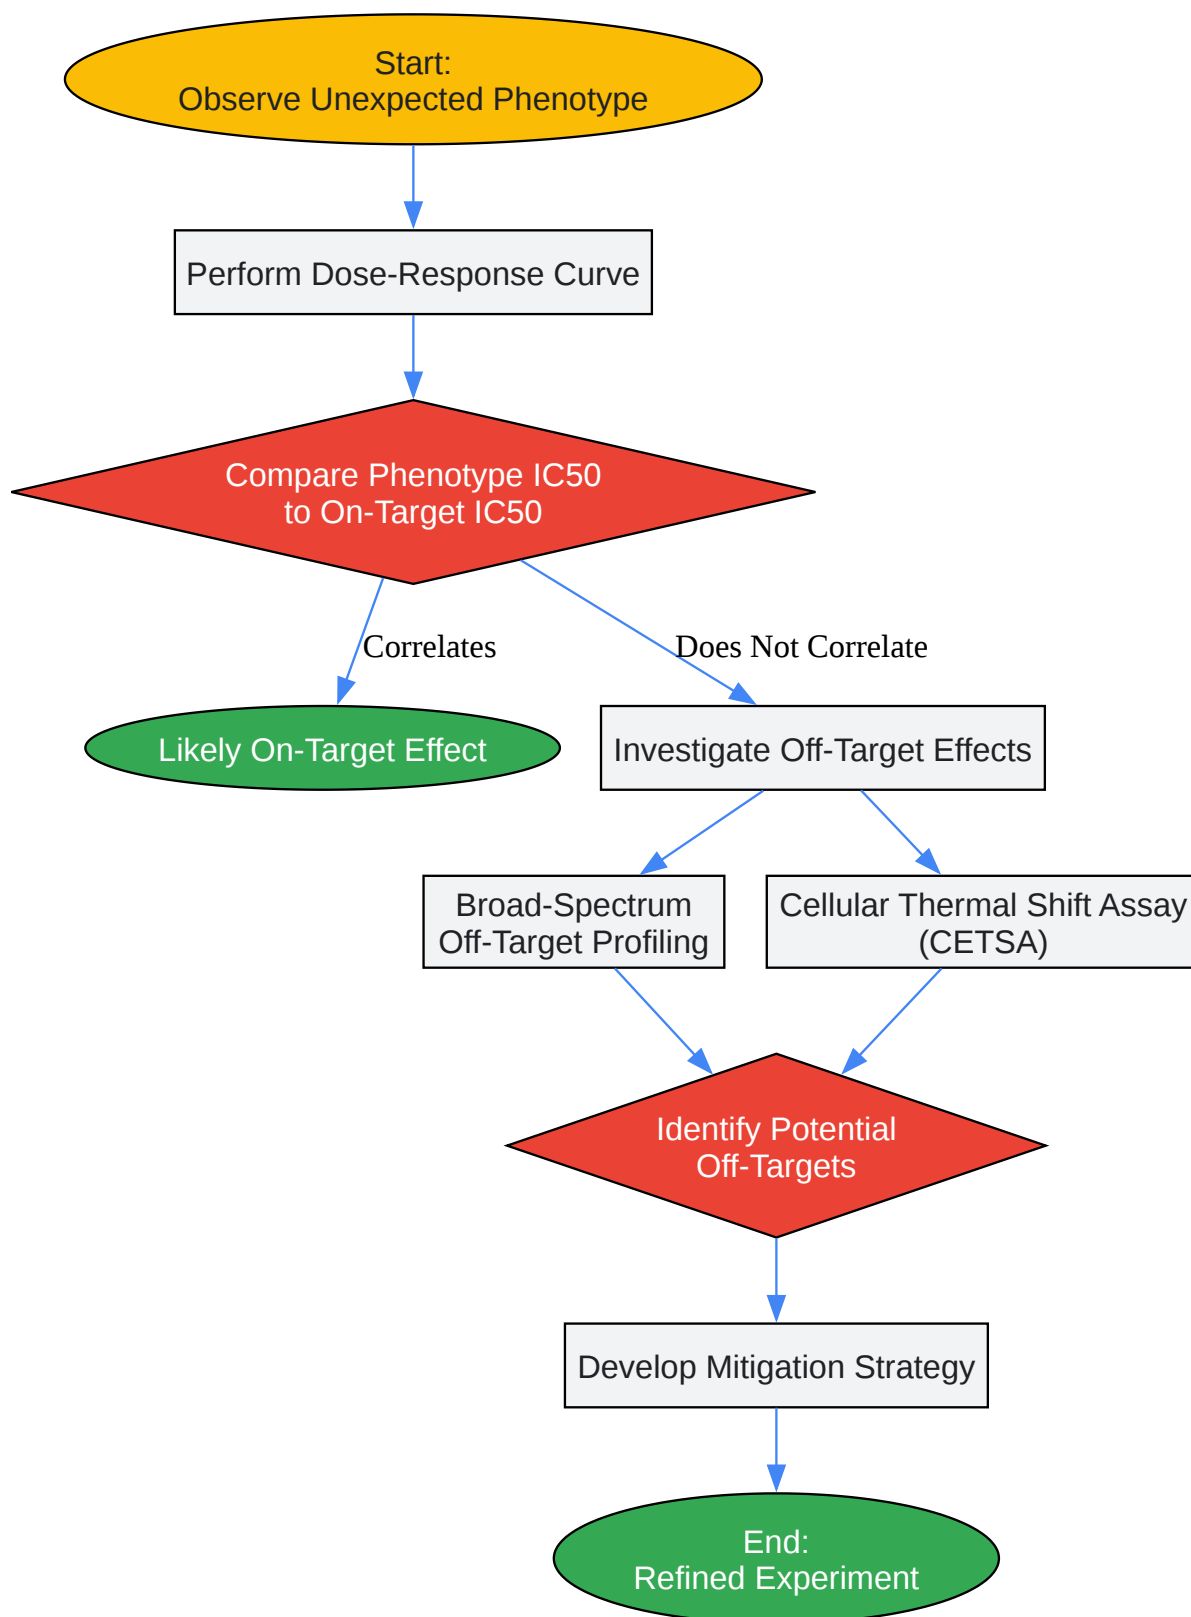 Start:
Observe Unexpected Phenotype
Perform Dose-Response Curve
Compare Phenotype IC50
to On-Target IC50
Correlates
Does Not Correlate
Likely On-Target Effect
Investigate Off-Target Effects
Broad-Spectrum
Off-Target Profiling
Cellular Thermal Shift Assay
(CETSA)
Identify Potential
Off-Targets
Develop Mitigation Strategy
End:
Refined Experiment